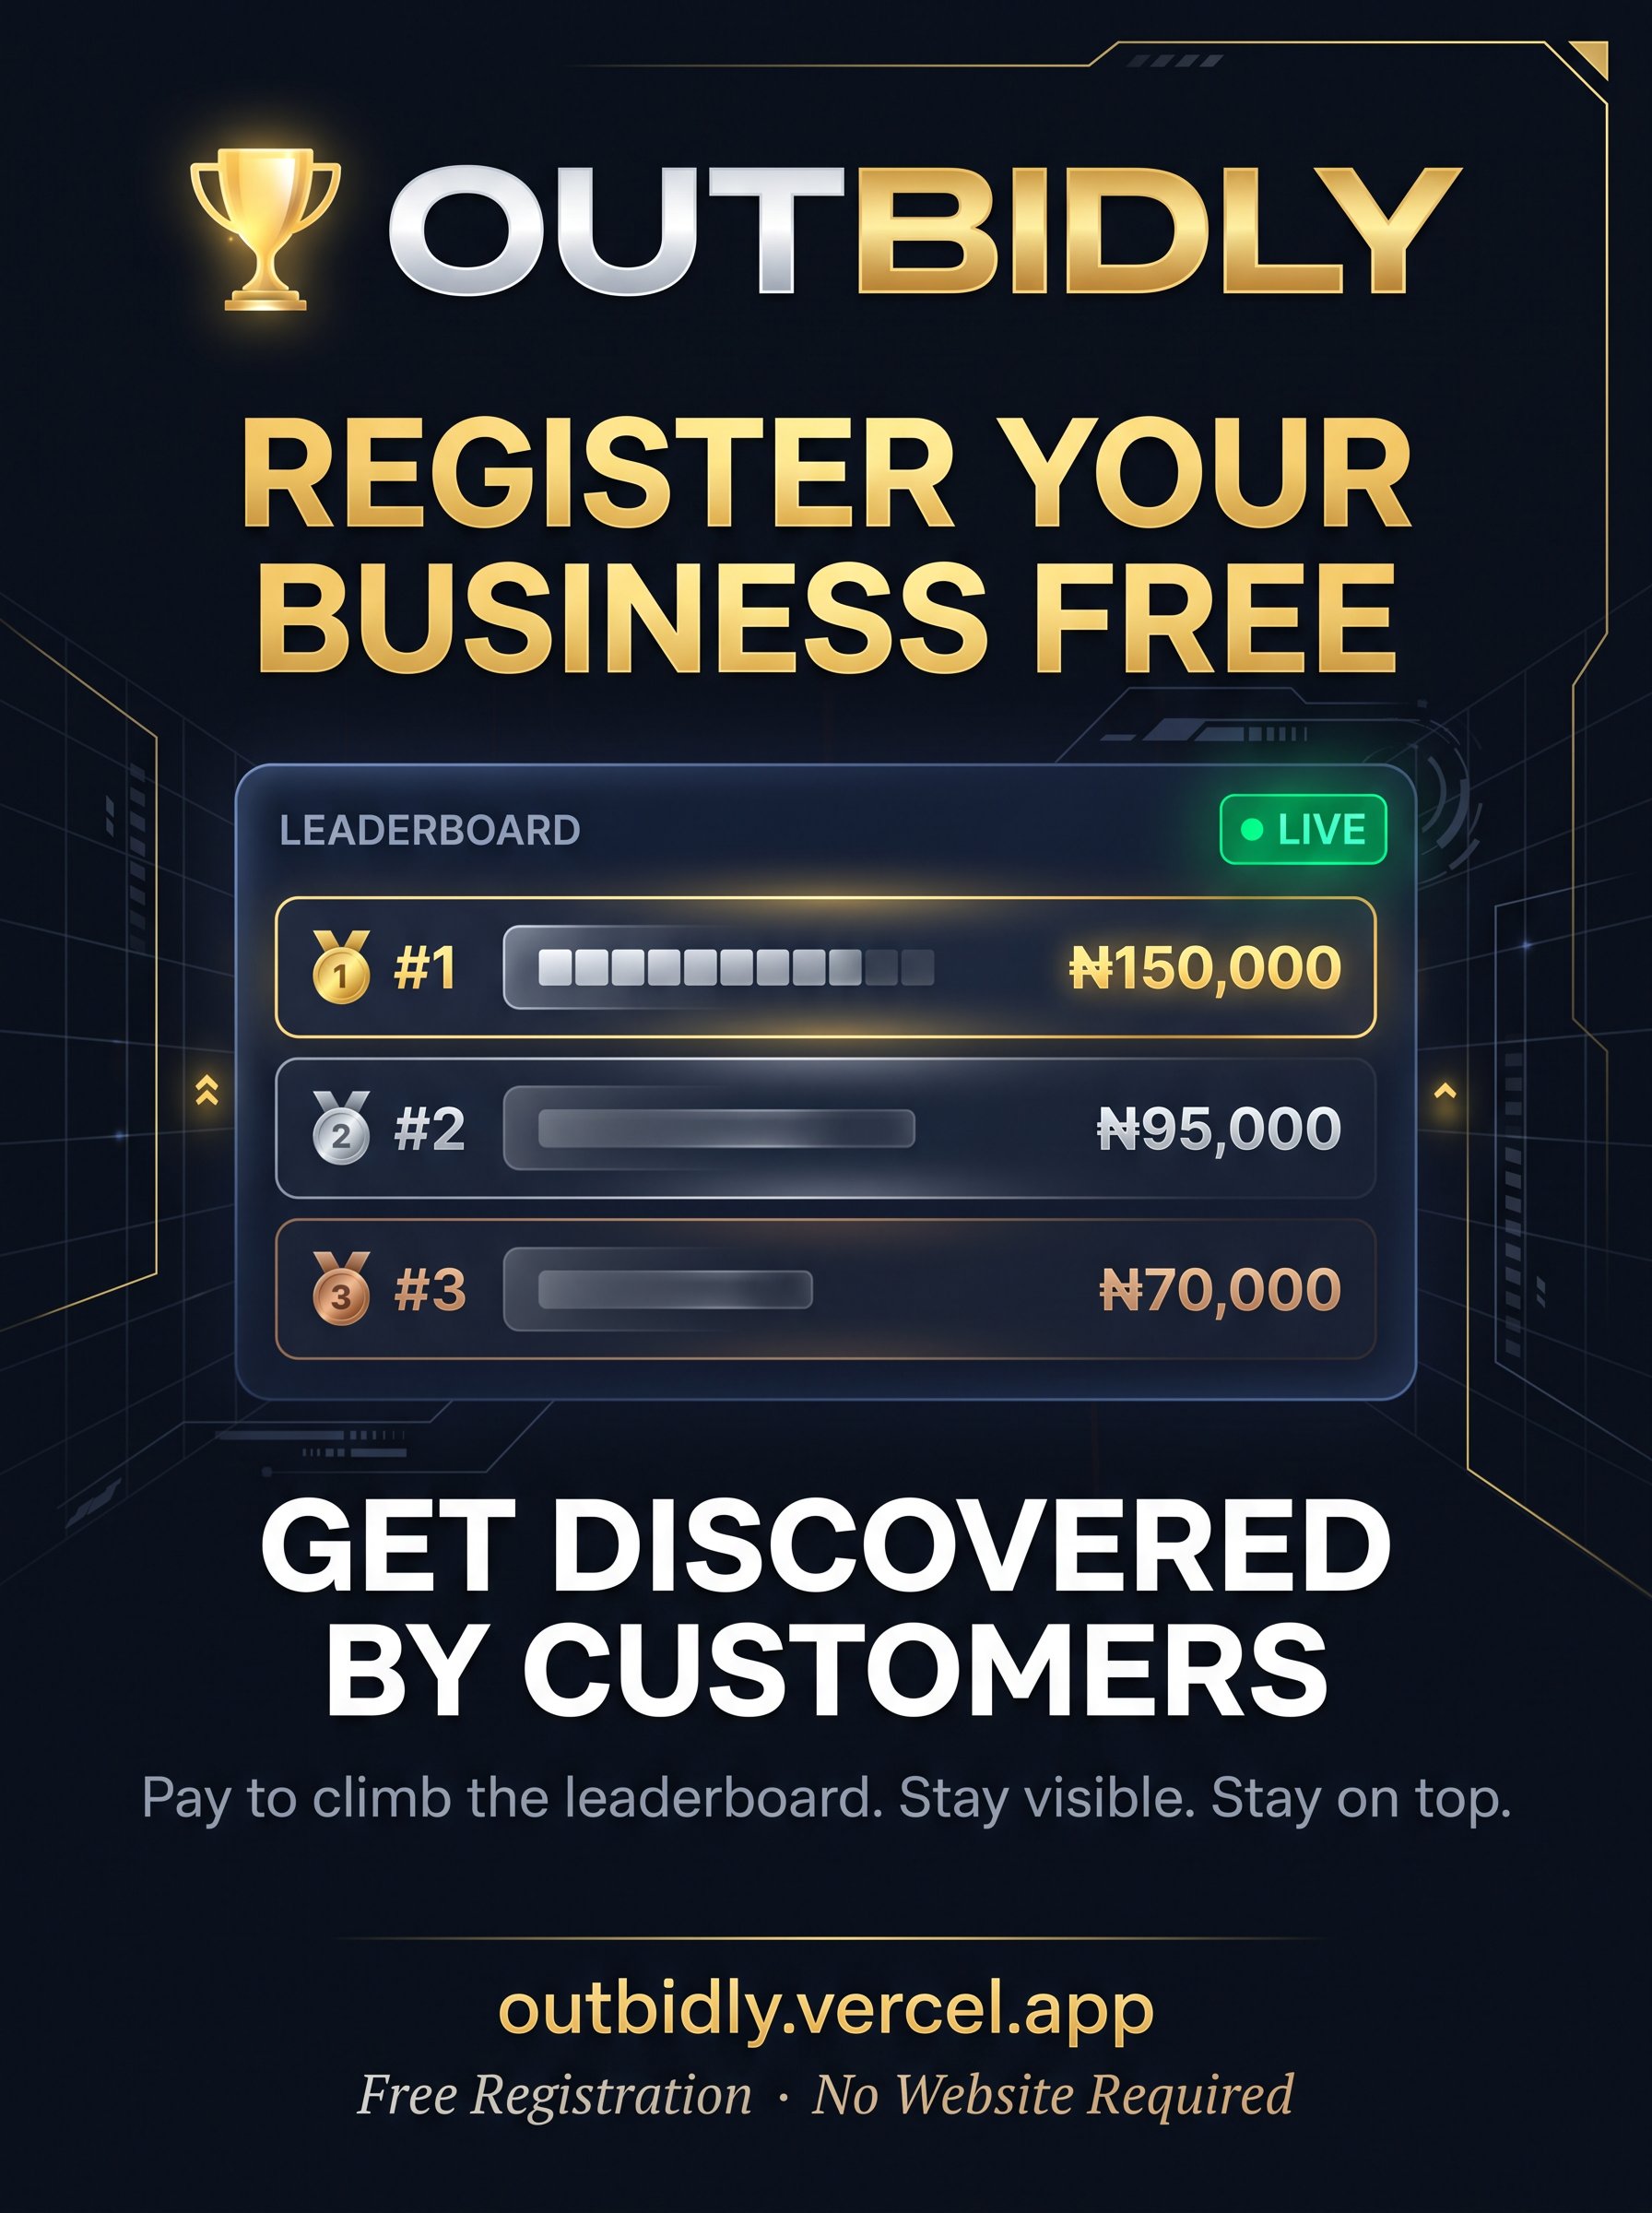 OUTBIDLY
REGISTER YOUR
BUSINESS FREE
LEADERBOARD
LIVE
1 #1 ₦150,000
2 #2 ₦95,000
3 #3 ₦70,000
GET DISCOVERED
BY CUSTOMERS
Pay to climb the leaderboard. Stay visible. Stay on top.
outbidly.vercel.app
Free Registration · No Website Required